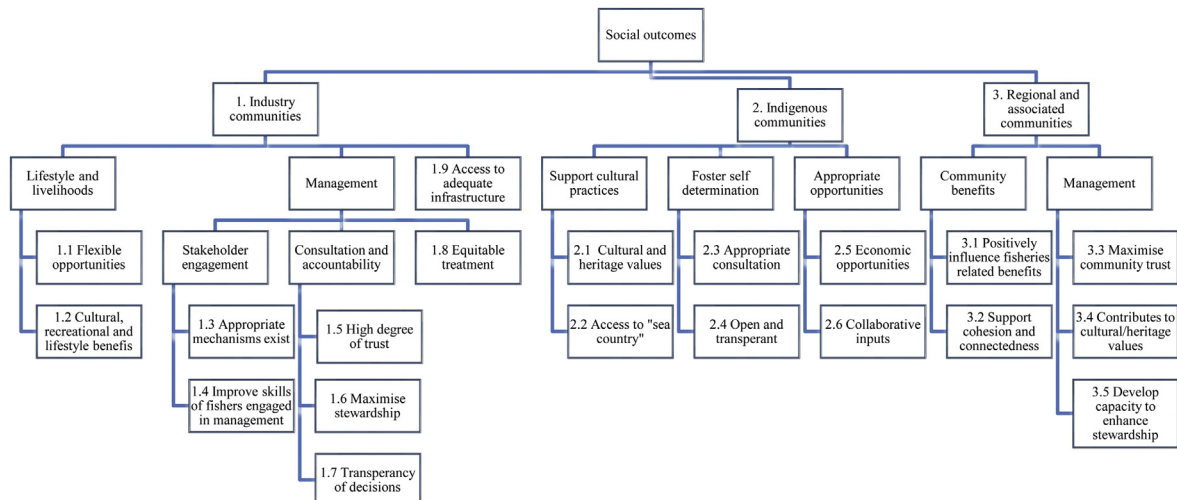 Social outcomes
1. Industry
communities
2. Indigenous
communities
3. Regional and
associated
communities
Lifestyle and
livelihoods
Management
1.9 Access to
adequate
infrastructure
Support cultural
practices
Foster self
determination
Appropriate
opportunities
Community
benefits
Management
1.1 Flexible
opportunities
Stakeholder
engagement
Consultation and
accountability
1.8 Equitable
treatment
2.1 Cultural and
heritage values
2.3 Appropriate
consultation
2.5 Economic
opportunities
3.1 Positively
influence fisheries
related benefits
3.3 Maximise
community trust
1.2 Cultural,
recreational and
lifestyle benefis
1.3 Appropriate
mechanisms exist
1.5 High degree
of trust
2.2 Access to "sea
country"
2.4 Open and
transperant
2.6 Collaborative
inputs
3.2 Support
cohesion and
connectedness
3.4 Contributes to
cultural/heritage
values
1.4 Improve skills
of fishers engaged
in management
1.6 Maximise
stewardship
3.5 Develop
capacity to
enhance
stewardship
1.7 Transperancy
of decisions